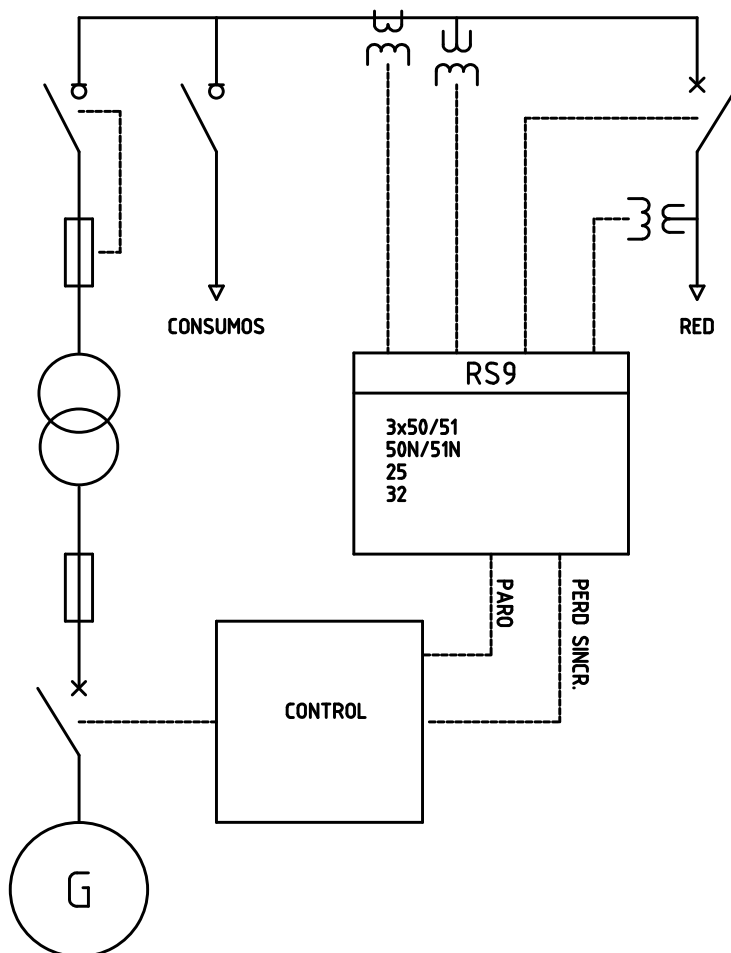 CONSUMOS
RED
RS9
3x50/51
50N/51N
25
32
PARO
PERD SINCR.
CONTROL
G